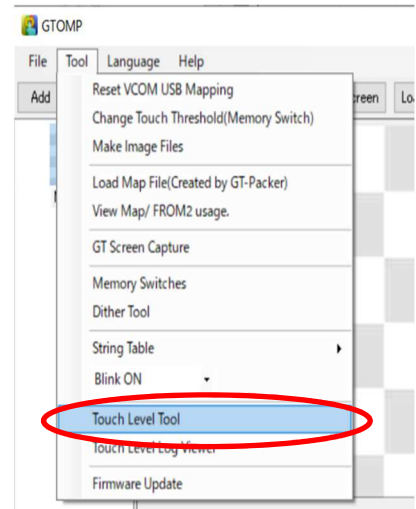 GTOMP
File Tool Language Help
Add
Reset VCOM USB Mapping
Change Touch Threshold(Memory Switch)
Make Image Files
Load Map File(Created by GT-Packer)
View Map/ FROM2 usage.
GT Screen Capture
Memory Switches
Dither Tool
String Table
Blink ON
Touch Level Tool
Touch Level Log Viewer
Firmware Update